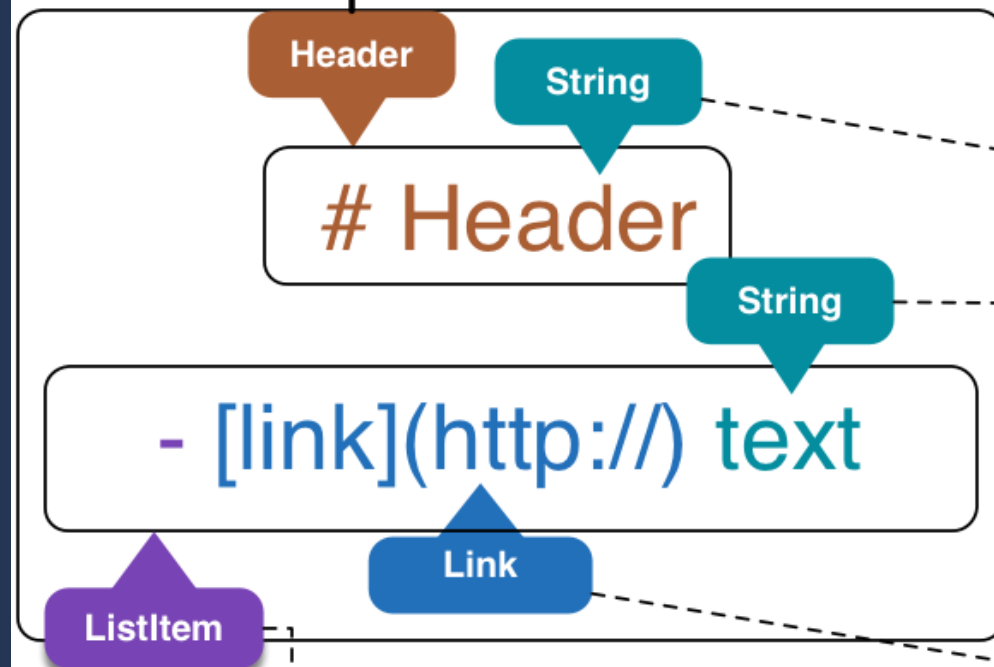 Header
String
# Header
String
- [link](http://) text
Link
ListItem